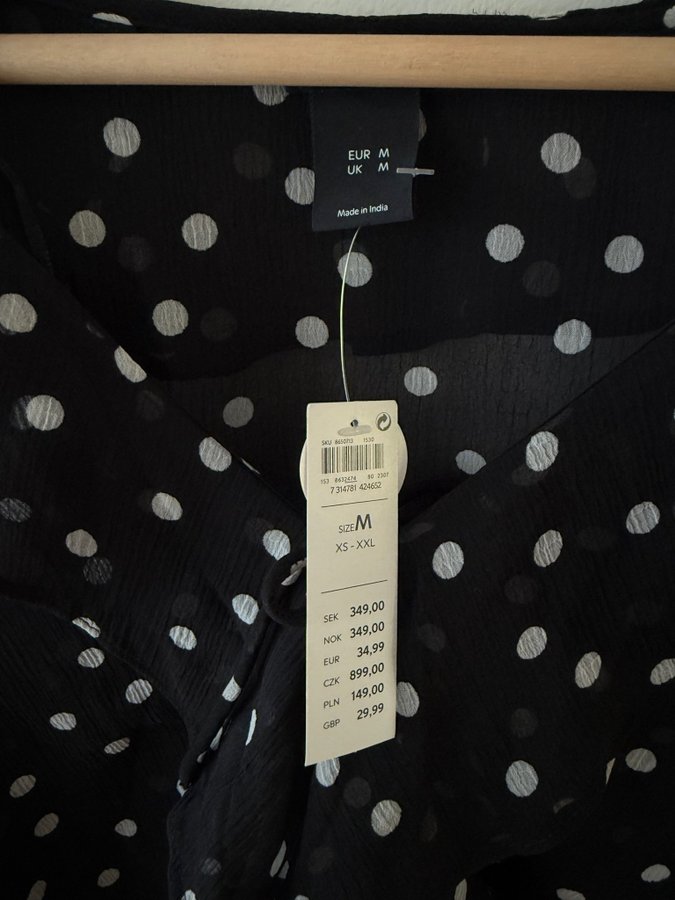 EUR M
UK M
Made in India
SKU 8650713 1530
153 8632474 90 2307
7 314781 424652
SIZE M
XS - XXL
SEK 349,00
NOK 349,00
EUR 34,99
CZK 899,00
PLN 149,00
GBP 29,99